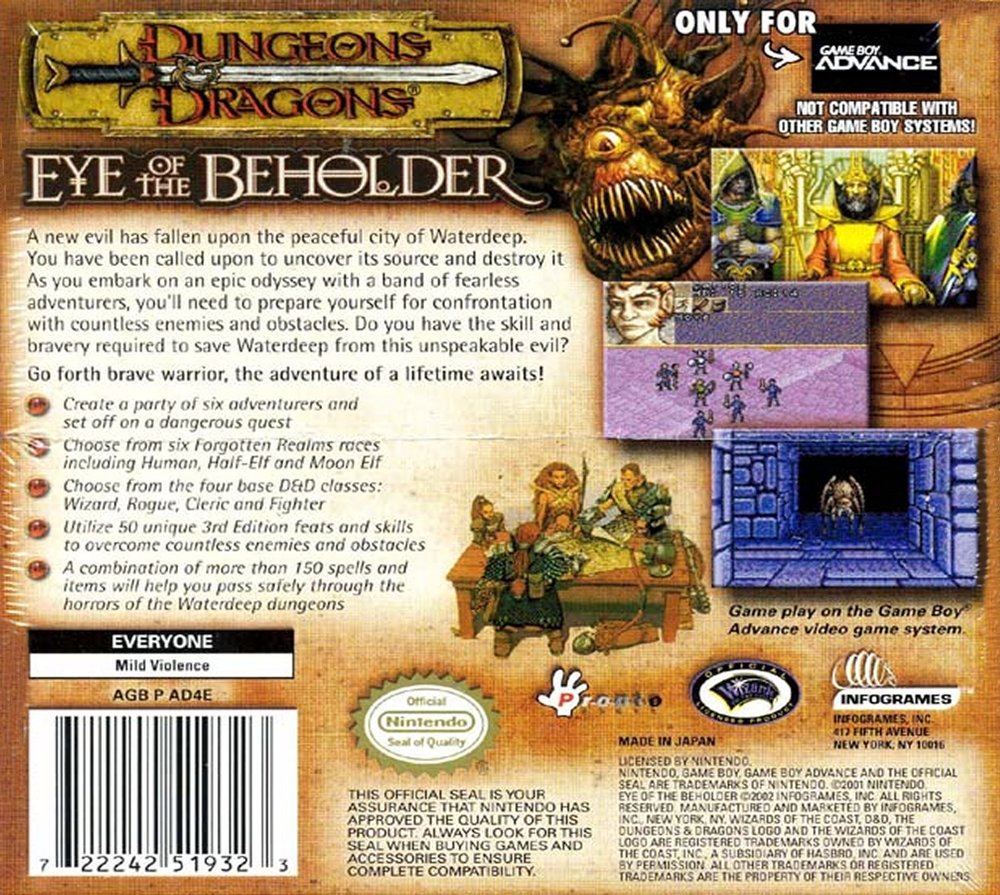 DUNGEONS
DRAGONS®
EYE OF THE BEHOLDER
ONLY FOR
GAME BOY
ADVANCE
NOT COMPATIBLE WITH
OTHER GAME BOY SYSTEMS!
A new evil has fallen upon the peaceful city of Waterdeep.
You have been called upon to uncover its source and destroy it
As you embark on an epic odyssey with a band of fearless
adventurers, you'll need to prepare yourself for confrontation
with countless enemies and obstacles. Do you have the skill and
bravery required to save Waterdeep from this unspeakable evil?
Go forth brave warrior, the adventure of a lifetime awaits!
Create a party of six adventurers and
set off on a dangerous quest
Choose from six Forgotten Realms races
including Human, Half-Elf and Moon Elf
Choose from the four base D&D classes:
Wizard, Rogue, Cleric and Fighter
Utilize 50 unique 3rd Edition feats and skills
to overcome countless enemies and obstacles
A combination of more than 150 spells and
items will help you pass safely through the
horrors of the Waterdeep dungeons
Game play on the Game Boy®
Advance video game system.
EVERYONE
Mild Violence
AGB P AD4E
7 22242 51932 3
Official
Nintendo
Seal of Quality
THIS OFFICIAL SEAL IS YOUR
ASSURANCE THAT NINTENDO HAS
APPROVED THE QUALITY OF THIS
PRODUCT. ALWAYS LOOK FOR THIS
SEAL WHEN BUYING GAMES AND
ACCESSORIES TO ENSURE
COMPLETE COMPATIBILITY.
Pronto
OFFICIAL
Wizards
LICENSED PRODUCT
INFOGRAMES
INFOGRAMES, INC.
417 FIFTH AVENUE
NEW YORK, NY 10016
MADE IN JAPAN
LICENSED BY NINTENDO.
NINTENDO, GAME BOY, GAME BOY ADVANCE AND THE OFFICIAL
SEAL ARE TRADEMARKS OF NINTENDO. ©2001 NINTENDO.
EYE OF THE BEHOLDER ©2002 INFOGRAMES, INC. ALL RIGHTS
RESERVED. MANUFACTURED AND MARKETED BY INFOGRAMES,
INC., NEW YORK, NY. WIZARDS OF THE COAST, D&D, THE
DUNGEONS & DRAGONS LOGO AND THE WIZARDS OF THE COAST
LOGO ARE REGISTERED TRADEMARKS OWNED BY WIZARDS OF
THE COAST, INC., A SUBSIDIARY OF HASBRO, INC. AND ARE USED
BY PERMISSION. ALL OTHER TRADEMARKS OR REGISTERED
TRADEMARKS ARE THE PROPERTY OF THEIR RESPECTIVE OWNERS.